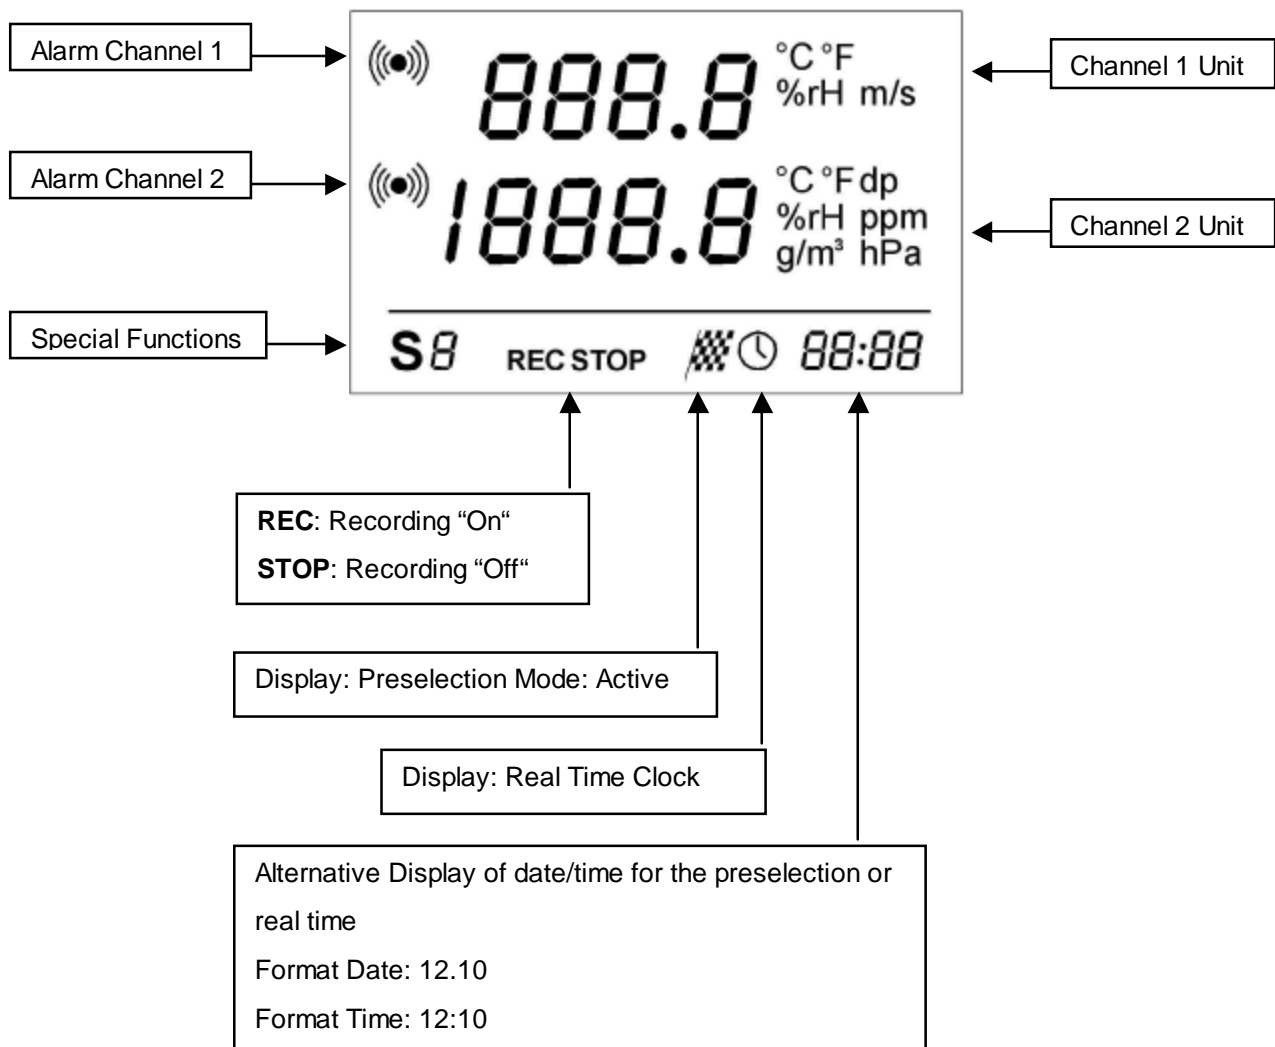 Alarm Channel 1
888.8
°C °F
%rH m/s
Channel 1 Unit
Alarm Channel 2
1888.8
°C °F dp
%rH ppm
g/m³ hPa
Channel 2 Unit
Special Functions
S8 REC STOP 88:88
REC: Recording “On“
STOP: Recording “Off“
Display: Preselection Mode: Active
Display: Real Time Clock
Alternative Display of date/time for the preselection or
real time
Format Date: 12.10
Format Time: 12:10